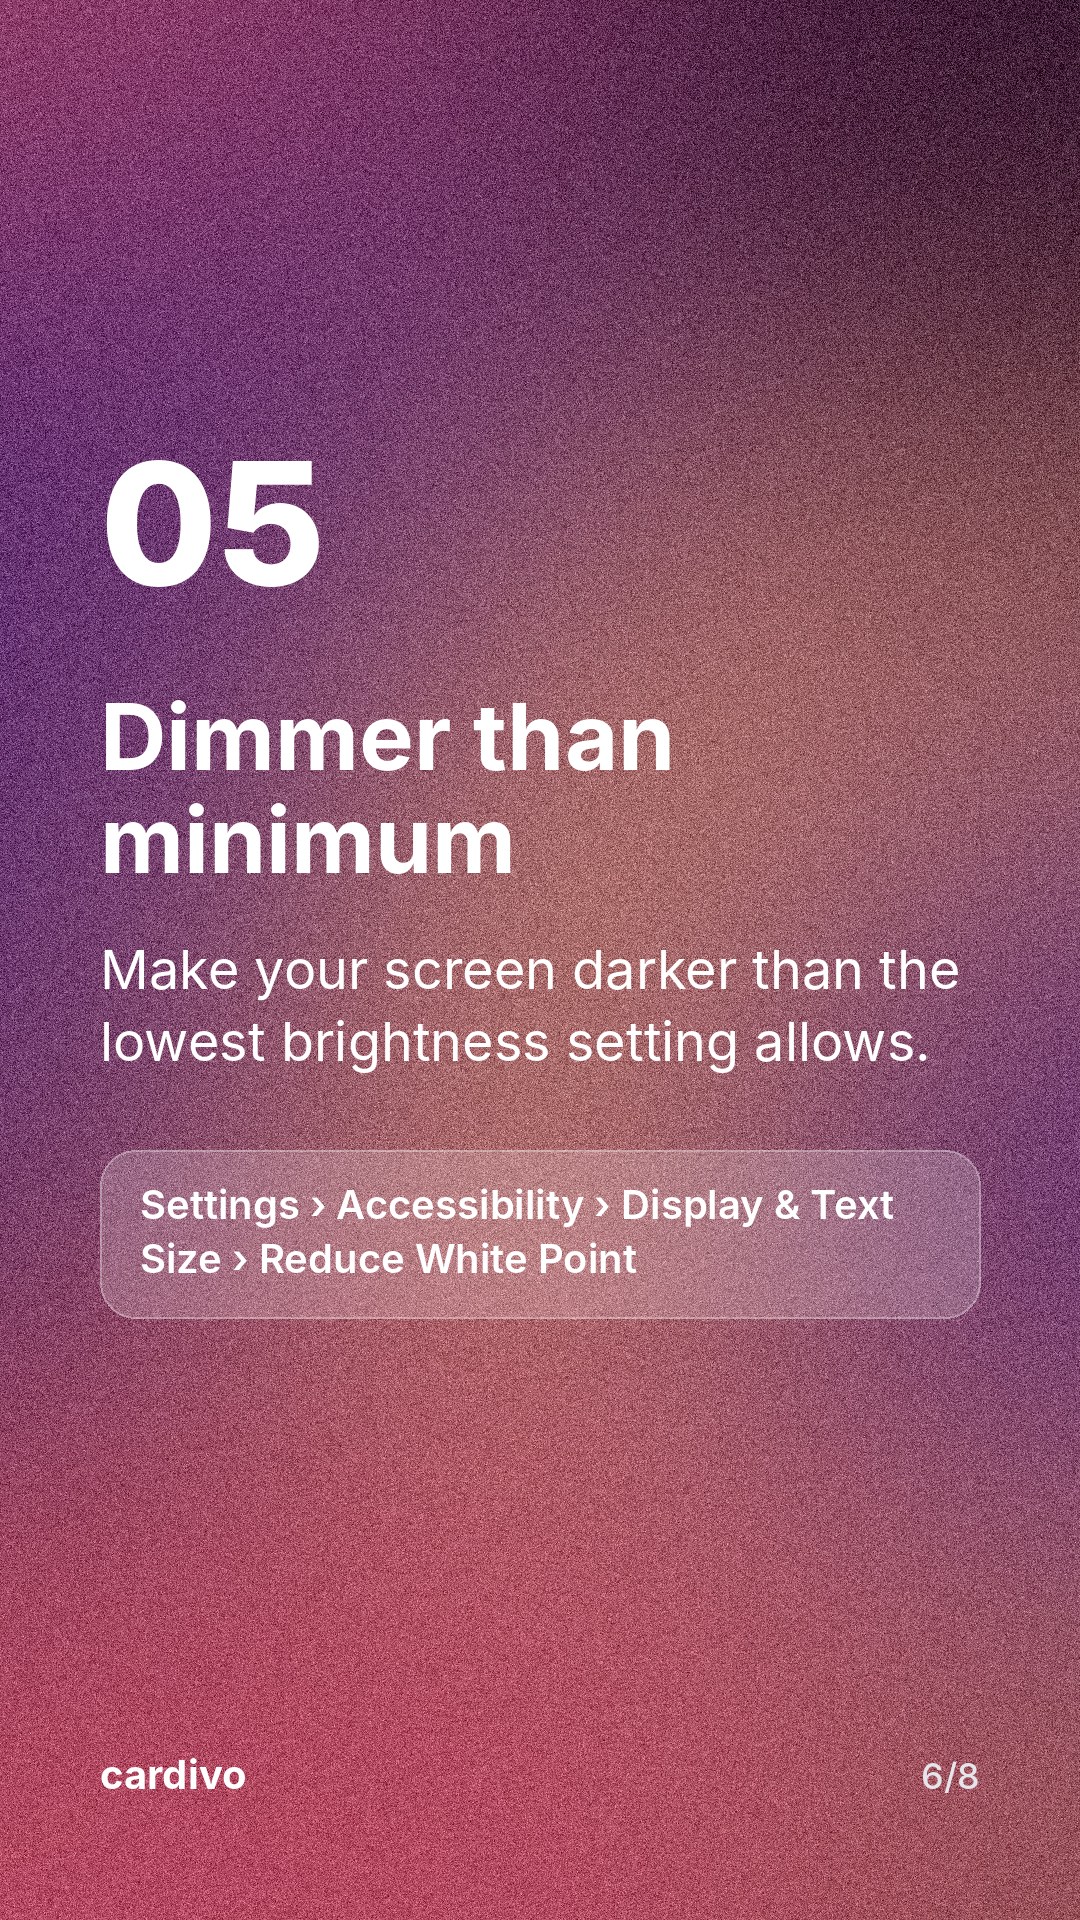 05
Dimmer than
minimum
Make your screen darker than the
lowest brightness setting allows.
Settings › Accessibility › Display & Text
Size › Reduce White Point
cardivo
6/8